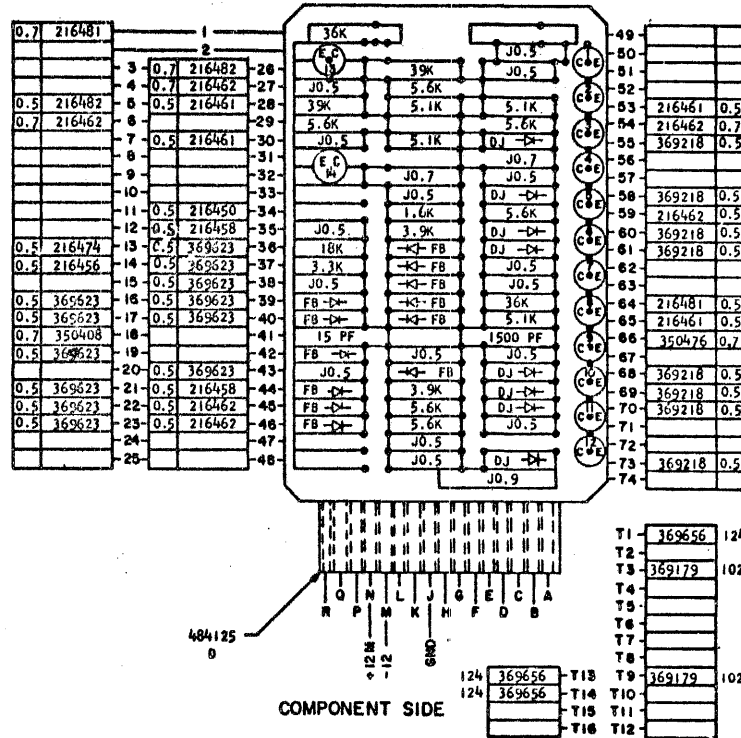 0.7 216481 1 36K 49
2 J0.5 50
3 0.7 216482 26 E C 13 39K J0.5 C E 51
4 0.7 216462 27 J0.5 5.6K 52
0.5 216482 5 0.5 216461 28 39K 5.1K 5.1K C E 53 216461 0.5
0.7 216462 6 29 5.6K 5.6K 54 216462 0.7
7 0.5 216461 30 J0.5 5.1K DJ C E 55 369218 0.5
8 31 E C 14 J0.7 56
9 32 J0.7 J0.5 C E 57
10 33 J0.5 DJ 58 369218 0.5
11 0.5 216450 34 1.6K 5.6K C E 59 216462 0.5
12 0.5 216458 35 J0.5 3.9K DJ 60 369218 0.5
0.5 216474 13 0.5 369623 36 18K FB DJ C E 61 369218 0.5
0.5 216456 14 0.5 369623 37 3.3K FB J0.5 62
15 0.5 369623 38 J0.5 FB J0.5 C E 63
0.5 369623 16 0.5 369623 39 FB FB 36K 64 216481 0.5
0.5 369623 17 0.5 369623 40 FB FB 5.1K C E 65 216461 0.5
0.7 350408 18 41 15 PF 1500 PF 66 350476 0.7
0.5 369623 19 42 FB J0.5 J0.5 C E 67
20 0.5 369623 43 J0.5 FB DJ 10 68 369218 0.5
0.5 369623 21 0.5 216458 44 FB 3.9K DJ C E 69 369218 0.5
0.5 369623 22 0.5 216462 45 FB 5.6K DJ 11 70 369218 0.5
0.5 369623 23 0.5 216462 46 FB 5.6K J0.5 C E 71
24 47 J0.5 12 72
25 48 J0.5 DJ C E 73 369218 0.5
J0.9 74
R Q P N M L K J H G F E D C B A
+12M -12 GND
484125
COMPONENT SIDE
T1 369656 124
T2
T3 369179 102
T4
T5
T6
T7
T8
124 369656 T13 T9 369179 102
124 369656 T14 T10
T15 T11
T16 T12